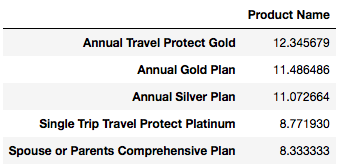 Product Name
Annual Travel Protect Gold 12.345679
Annual Gold Plan 11.486486
Annual Silver Plan 11.072664
Single Trip Travel Protect Platinum 8.771930
Spouse or Parents Comprehensive Plan 8.333333